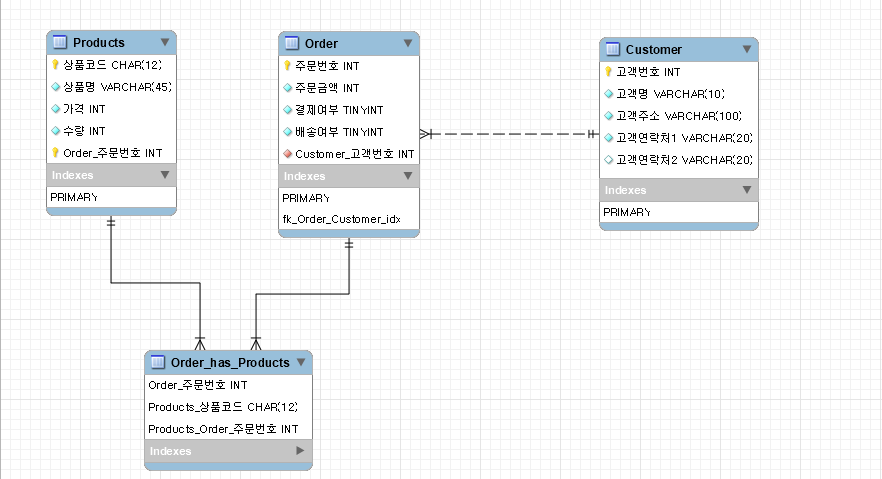 Products
상품코드 CHAR(12)
상품명 VARCHAR(45)
가격 INT
수량 INT
Order_주문번호 INT
Indexes
PRIMARY
Order
주문번호 INT
주문금액 INT
결제여부 TINYINT
배송여부 TINYINT
Customer_고객번호 INT
Indexes
PRIMARY
fk_Order_Customer_idx
Customer
고객번호 INT
고객명 VARCHAR(10)
고객주소 VARCHAR(100)
고객연락처1 VARCHAR(20)
고객연락처2 VARCHAR(20)
Indexes
PRIMARY
Order_has_Products
Order_주문번호 INT
Products_상품코드 CHAR(12)
Products_Order_주문번호 INT
Indexes